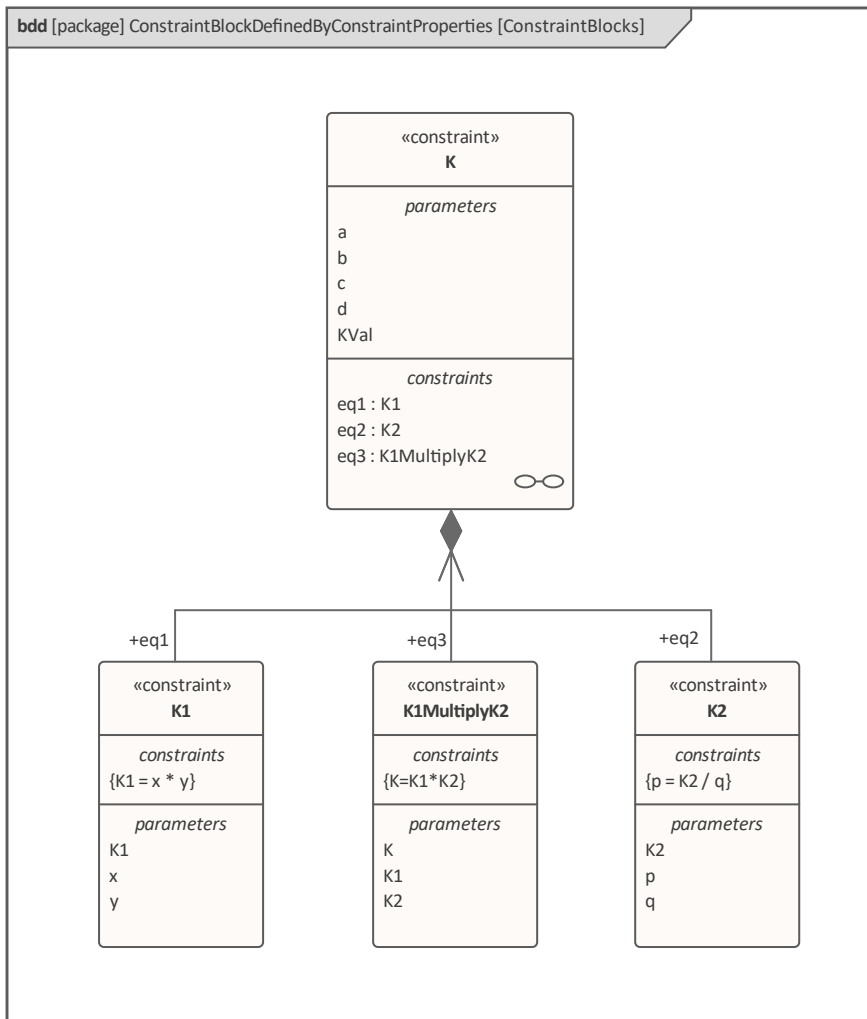 bdd [package] ConstraintBlockDefinedByConstraintProperties [ConstraintBlocks]
«constraint»
K
parameters
a
b
c
d
KVal
constraints
eq1 : K1
eq2 : K2
eq3 : K1MultiplyK2
+eq1
+eq3
+eq2
«constraint»
K1
constraints
{K1 = x * y}
parameters
K1
x
y
«constraint»
K1MultiplyK2
constraints
{K=K1*K2}
parameters
K
K1
K2
«constraint»
K2
constraints
{p = K2 / q}
parameters
K2
p
q